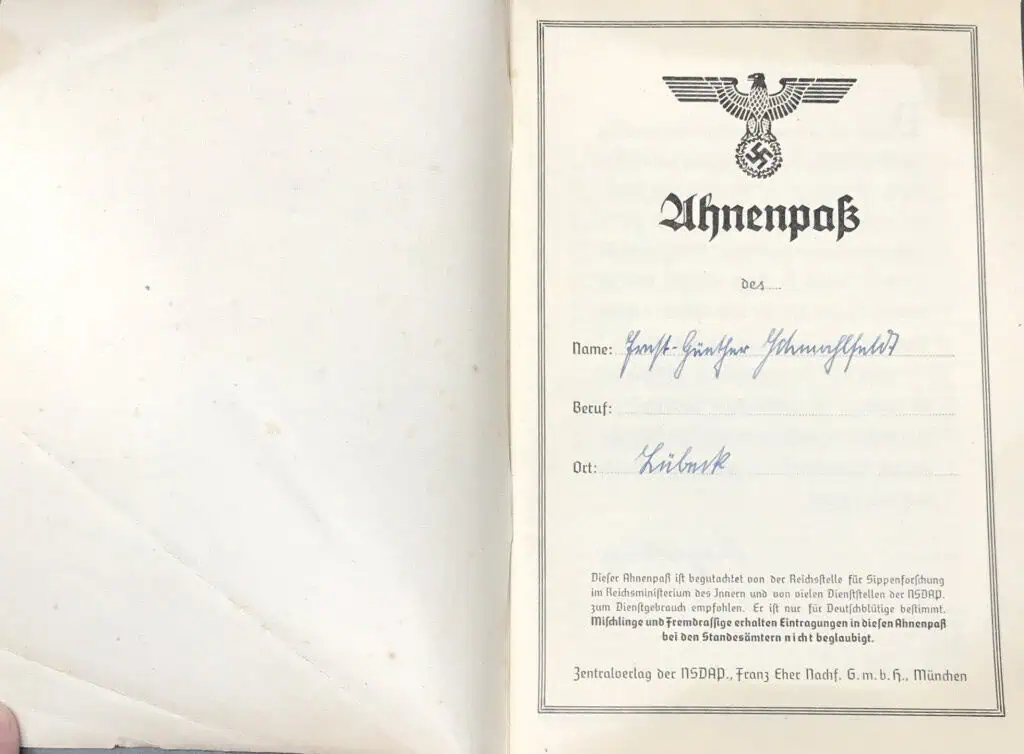 Ahnenpaß
des
Name: Ernst-Günther
Beruf:
Ort: Lübeck
Dieser Ahnenpaß ist begutachtet von der Reichsstelle für Sippenforschung
im Reichsministerium des Innern und von vielen Dienststellen der NSDAP.
zum Dienstgebrauch empfohlen. Er ist nur für Deutschblütige bestimmt.
Mischlinge und Fremdrassige erhalten Eintragungen in diesen Ahnenpaß
bei den Standesämtern nicht beglaubigt.
Zentralverlag der NSDAP., Franz Eher Nachf. G.m.b.H., München